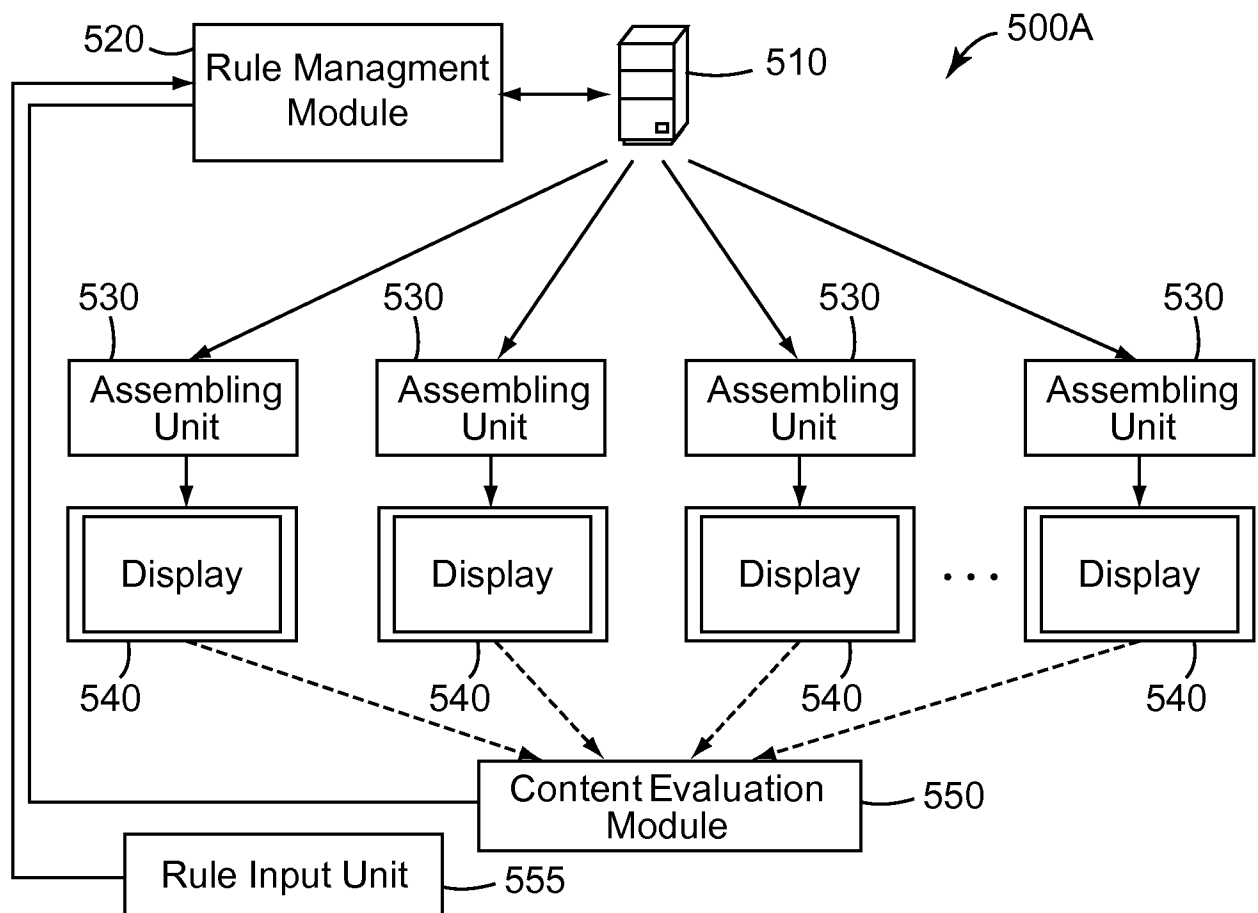 520
Rule Managment
Module
510
500A
530
530
530
530
Assembling
Unit
Assembling
Unit
Assembling
Unit
Assembling
Unit
Display
Display
Display
...
Display
540
540
540
540
Content Evaluation
Module
550
Rule Input Unit
555